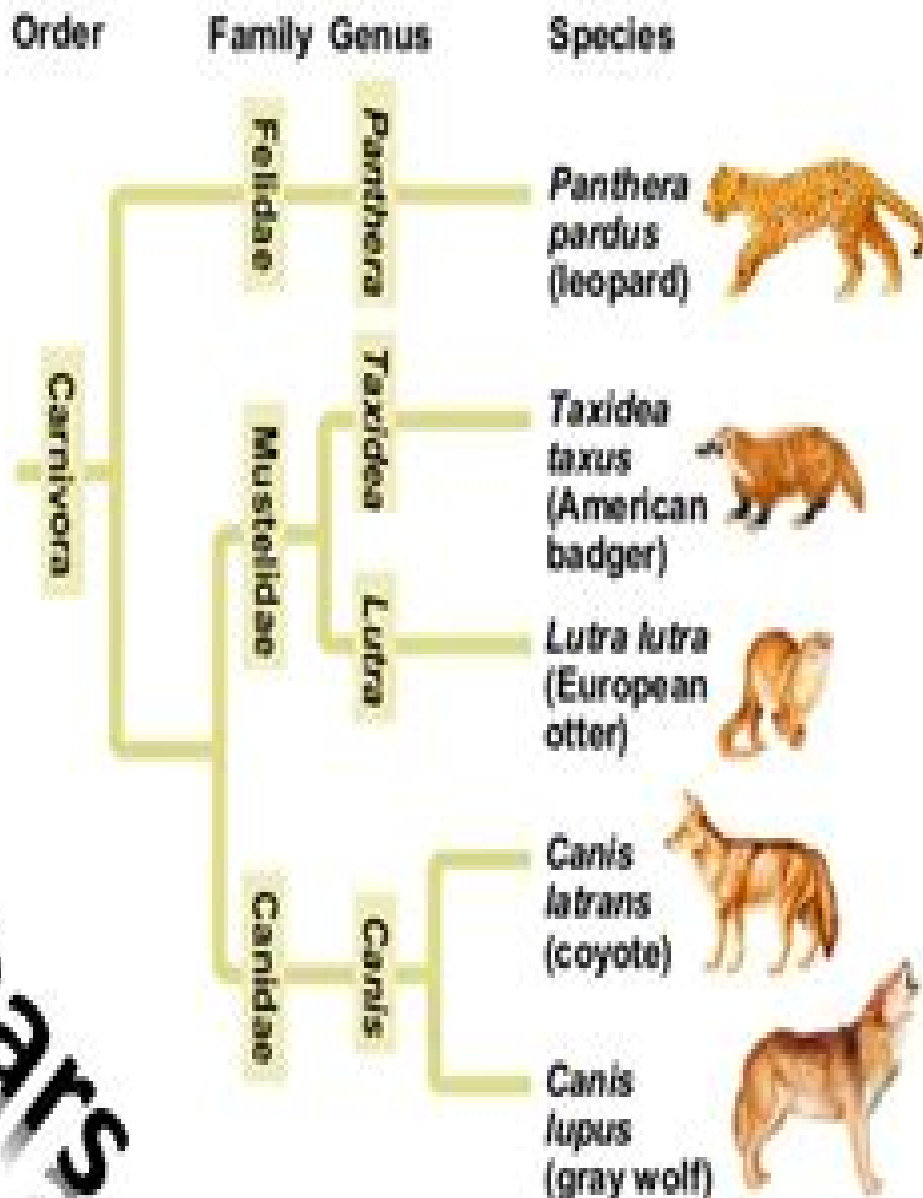 Order Family Genus Species
Felidae
Panthera
Panthera
pardus
(leopard)
Carnivora
Mustelidae
Taxidea
Taxidea
taxus
(American
badger)
Lutra
Lutra lutra
(European
otter)
Canidae
Canis
Canis
latrans
(coyote)
Canis
lupus
(gray wolf)
ars